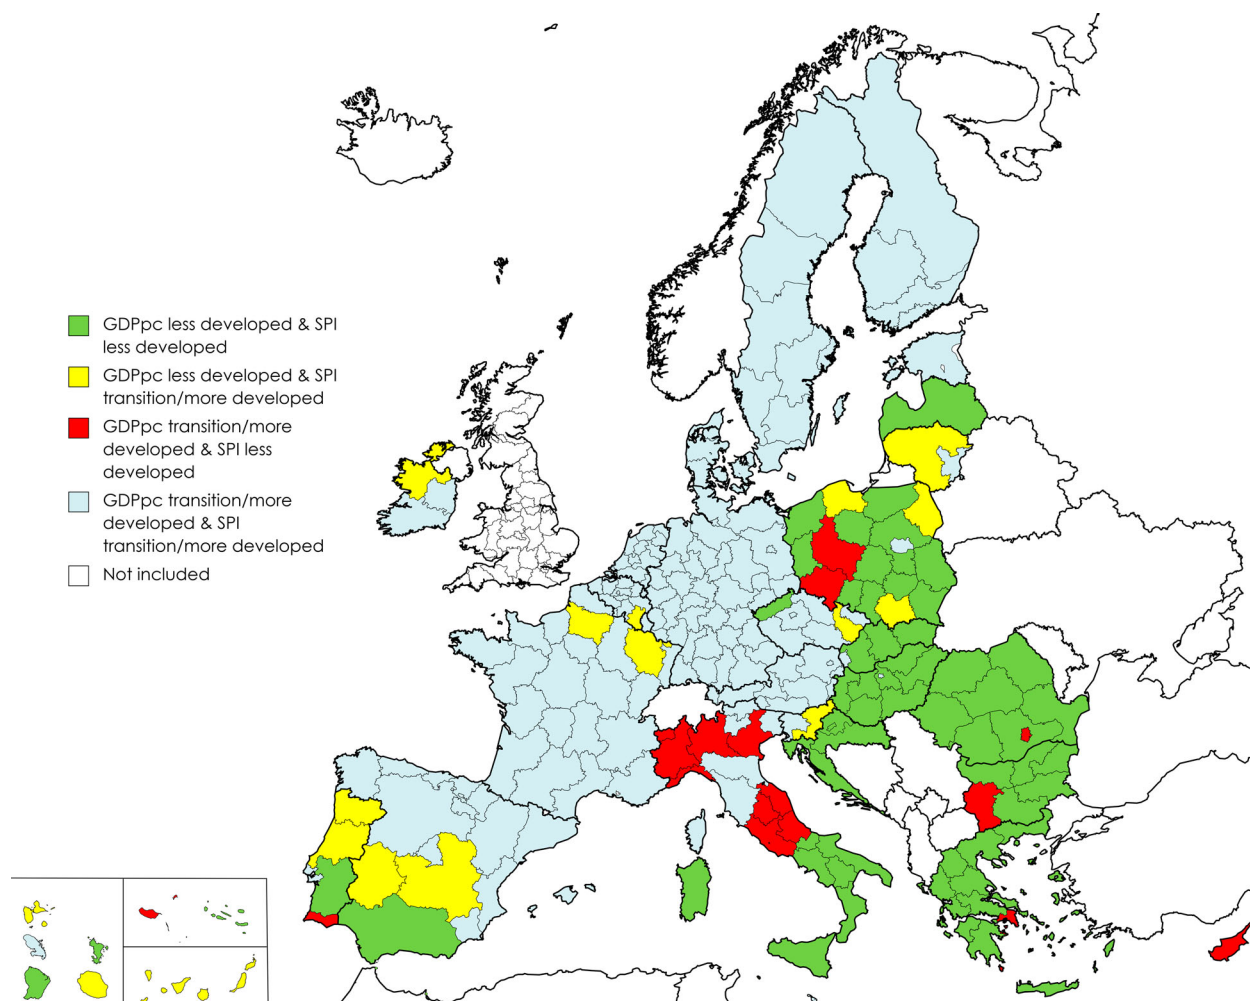 GDPpc less developed & SPI
less developed
GDPpc less developed & SPI
transition/more developed
GDPpc transition/more
developed & SPI less
developed
GDPpc transition/more
developed & SPI
transition/more developed
Not included